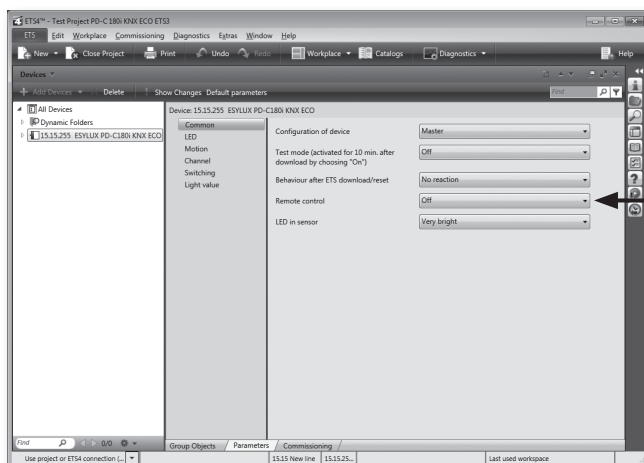 ETS4™ - Test Project PD-C 180i KNX ECO ETS3
ETS Edit Workplace Commissioning Diagnostics Extras Window Help
New Close Project Print Undo Redo Workplace Catalogs Diagnostics Help
Devices
Add Devices Delete Show Changes Default parameters Find
All Devices
Dynamic Folders
15.15.255 ESYLUX PD-C180i KNX ECO
Device: 15.15.255 ESYLUX PD-C180i KNX ECO
Common
LED
Motion
Channel
Switching
Light value
Configuration of device Master
Test mode (activated for 10 min. after
download by choosing "On") Off
Behaviour after ETS download/reset No reaction
Remote control Off
LED in sensor Very bright
Find 0/0
Group Objects Parameters Commissioning
Use project or ETS4 connection (... 15.15 New line 15.15.25... Last used workspace